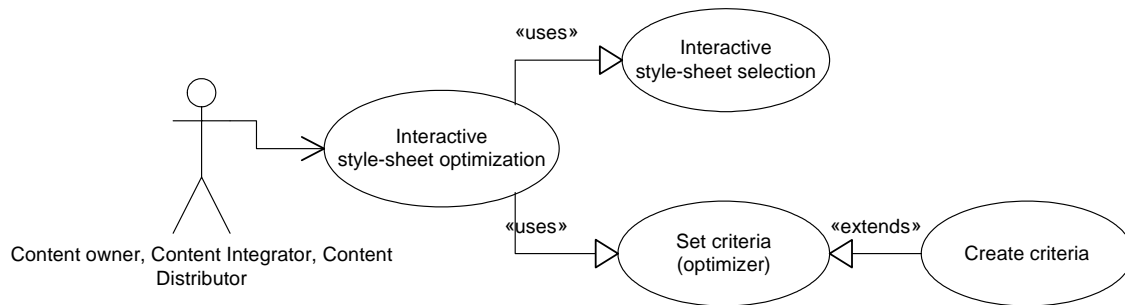 «uses»
Interactive
style-sheet selection
Interactive
style-sheet optimization
«uses»
Set criteria
(optimizer)
«extends»
Create criteria
Content owner, Content Integrator, Content
Distributor